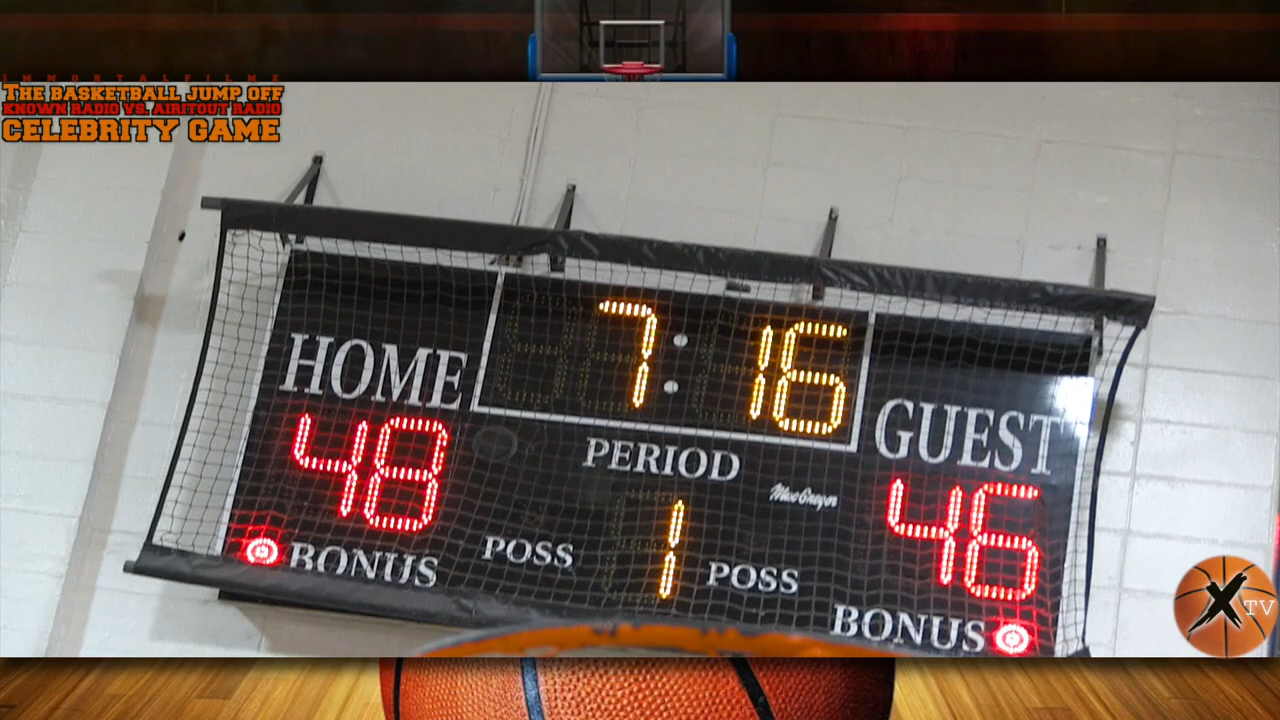 IMMORTALFILMZ
THE BASKETBALL JUMP OFF
KNOWN RADIO VS. AIRITOUT RADIO
CELEBRITY GAME
7:16
HOME
GUEST
48
PERIOD
46
MacGregor
1
BONUS
POSS
POSS
BONUS
X TV